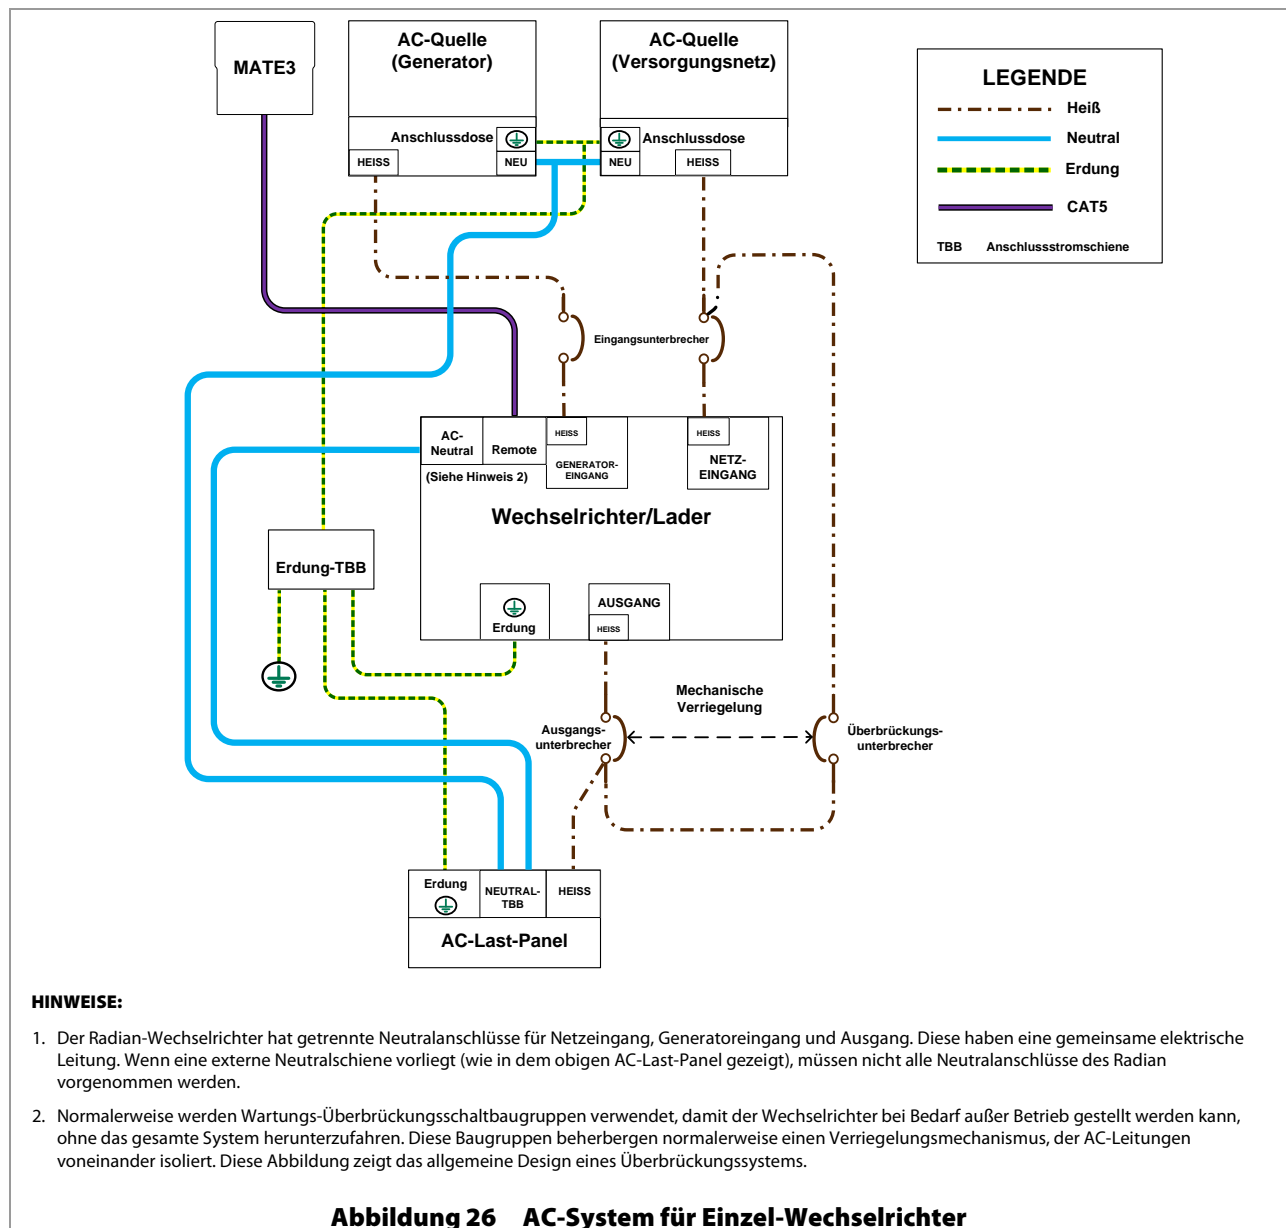 MATE3
AC-Quelle
(Generator)
AC-Quelle
(Versorgungsnetz)
LEGENDE
Heiß
Neutral
Erdung
CAT5
TBB Anschlussstromschiene
Anschlussdose
Anschlussdose
HEISS
NEU
NEU
HEISS
Eingangsunterbrecher
AC-
Neutral
Remote
HEISS
GENERATOR-
EINGANG
HEISS
NETZ-
EINGANG
(Siehe Hinweis 2)
Wechselrichter/Lader
Erdung-TBB
Erdung
AUSGANG
HEISS
Mechanische
Verriegelung
Ausgangs-
unterbrecher
Überbrückungs-
unterbrecher
Erdung
NEUTRAL-
TBB
HEISS
AC-Last-Panel
HINWEISE:
1. Der Radian-Wechselrichter hat getrennte Neutralanschlüsse für Netzeingang, Generatoreingang und Ausgang. Diese haben eine gemeinsame elektrische
Leitung. Wenn eine externe Neutralschiene vorliegt (wie in dem obigen AC-Last-Panel gezeigt), müssen nicht alle Neutralanschlüsse des Radian
vorgenommen werden.
2. Normalerweise werden Wartungs-Überbrückungsschaltbaugruppen verwendet, damit der Wechselrichter bei Bedarf außer Betrieb gestellt werden kann,
ohne das gesamte System herunterzufahren. Diese Baugruppen beherbergen normalerweise einen Verriegelungsmechanismus, der AC-Leitungen
voneinander isoliert. Diese Abbildung zeigt das allgemeine Design eines Überbrückungssystems.
Abbildung 26 AC-System für Einzel-Wechselrichter